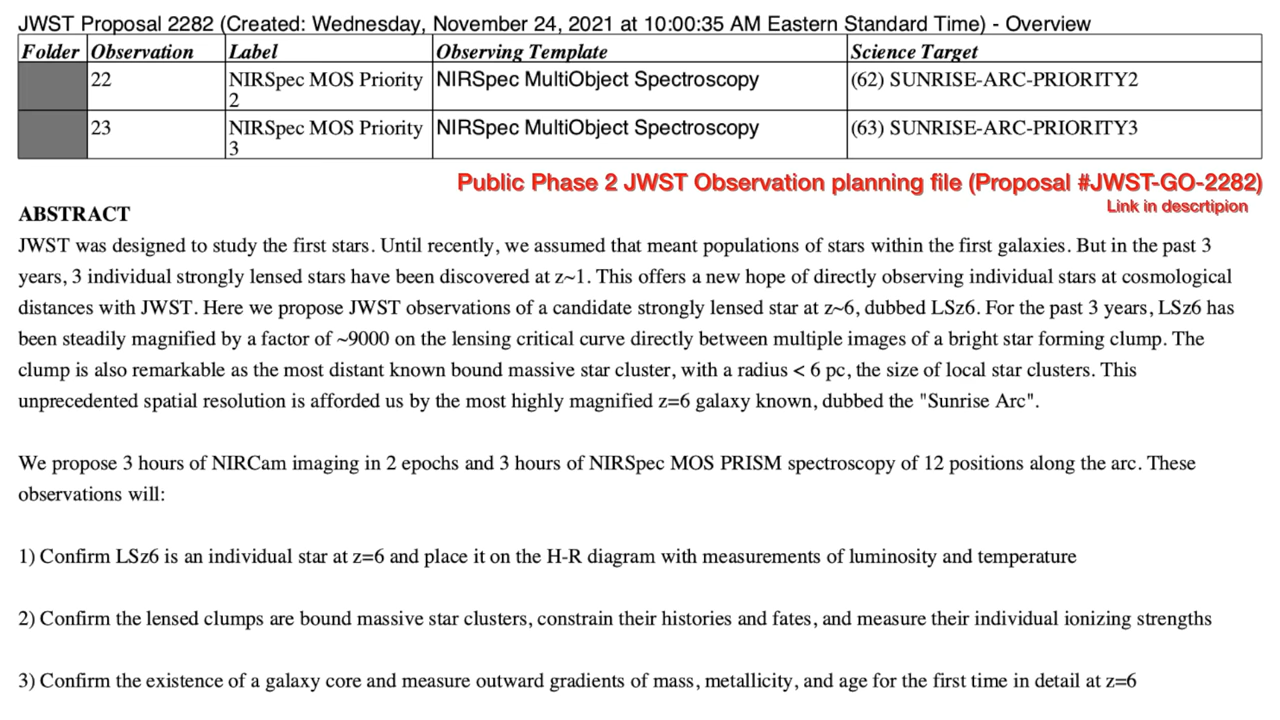 JWST Proposal 2282 (Created: Wednesday, November 24, 2021 at 10:00:35 AM Eastern Standard Time) - Overview
Folder Observation Label Observing Template Science Target
22 NIRSpec MOS Priority 2 NIRSpec MultiObject Spectroscopy (62) SUNRISE-ARC-PRIORITY2
23 NIRSpec MOS Priority 3 NIRSpec MultiObject Spectroscopy (63) SUNRISE-ARC-PRIORITY3
Public Phase 2 JWST Observation planning file (Proposal #JWST-GO-2282)
Link in descrtipion
ABSTRACT
JWST was designed to study the first stars. Until recently, we assumed that meant populations of stars within the first galaxies. But in the past 3
years, 3 individual strongly lensed stars have been discovered at z~1. This offers a new hope of directly observing individual stars at cosmological
distances with JWST. Here we propose JWST observations of a candidate strongly lensed star at z~6, dubbed LSz6. For the past 3 years, LSz6 has
been steadily magnified by a factor of ~9000 on the lensing critical curve directly between multiple images of a bright star forming clump. The
clump is also remarkable as the most distant known bound massive star cluster, with a radius < 6 pc, the size of local star clusters. This
unprecedented spatial resolution is afforded us by the most highly magnified z=6 galaxy known, dubbed the "Sunrise Arc".
We propose 3 hours of NIRCam imaging in 2 epochs and 3 hours of NIRSpec MOS PRISM spectroscopy of 12 positions along the arc. These
observations will:
1) Confirm LSz6 is an individual star at z=6 and place it on the H-R diagram with measurements of luminosity and temperature
2) Confirm the lensed clumps are bound massive star clusters, constrain their histories and fates, and measure their individual ionizing strengths
3) Confirm the existence of a galaxy core and measure outward gradients of mass, metallicity, and age for the first time in detail at z=6